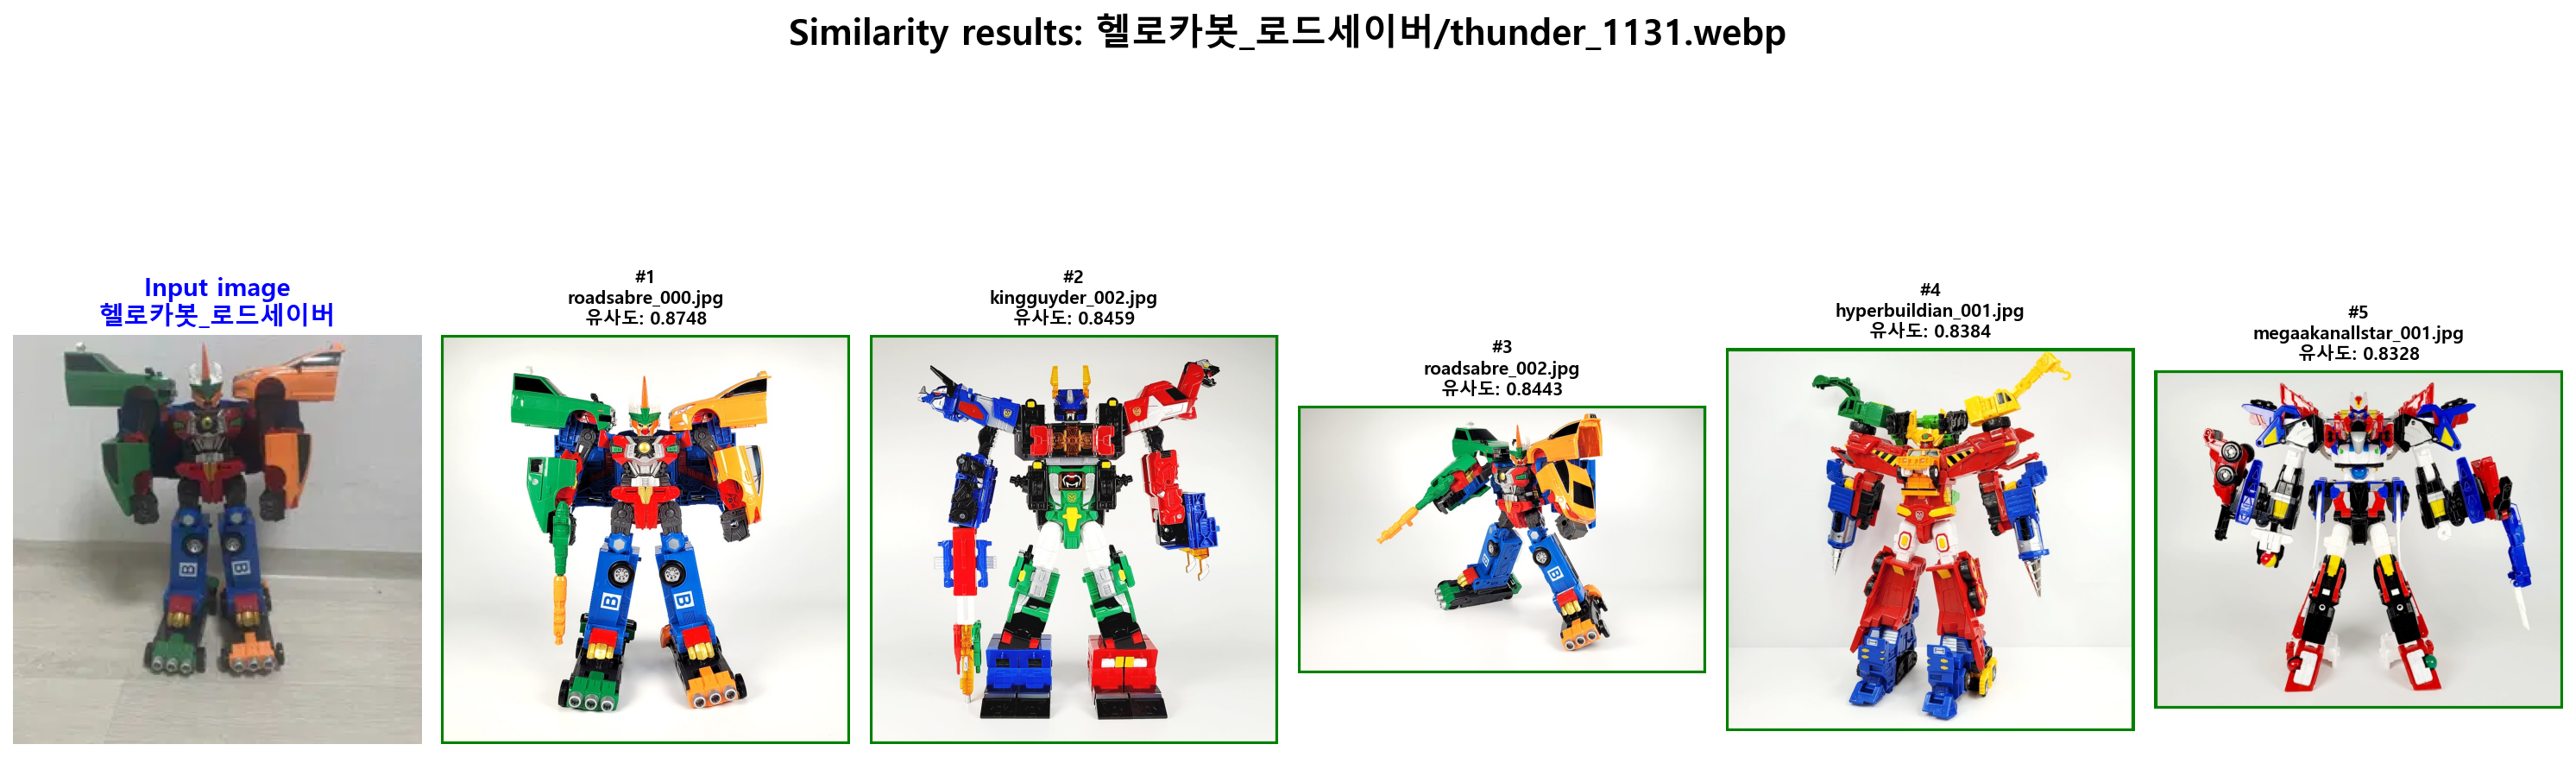 Similarity results: 헬로카봇_로드세이버/thunder_1131.webp
Input image
헬로카봇_로드세이버
#1
roadsabre_000.jpg
유사도: 0.8748
#2
kingguyder_002.jpg
유사도: 0.8459
#3
roadsabre_002.jpg
유사도: 0.8443
#4
hyperbuildian_001.jpg
유사도: 0.8384
#5
megaakanallstar_001.jpg
유사도: 0.8328
B
B
B
B
B